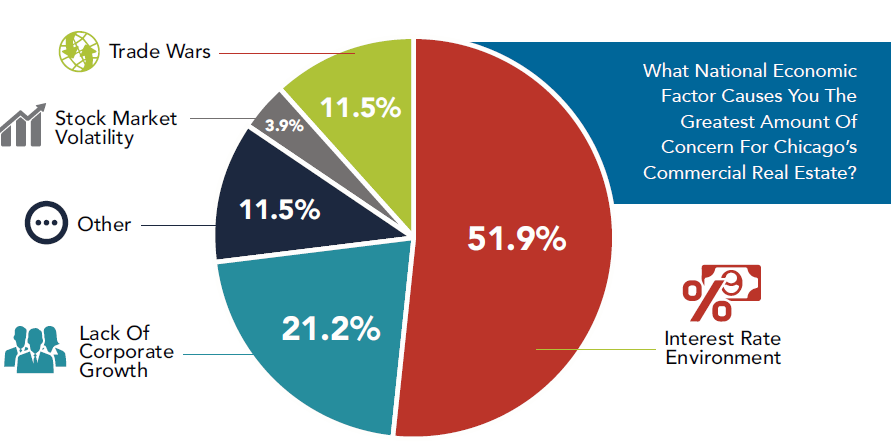 What National Economic
Factor Causes You The
Greatest Amount Of
Concern For Chicago's
Commercial Real Estate?
Trade Wars
11.5%
Stock Market
Volatility
3.9%
Other
11.5%
Lack Of
Corporate
Growth
21.2%
51.9%
%
Interest Rate
Environment